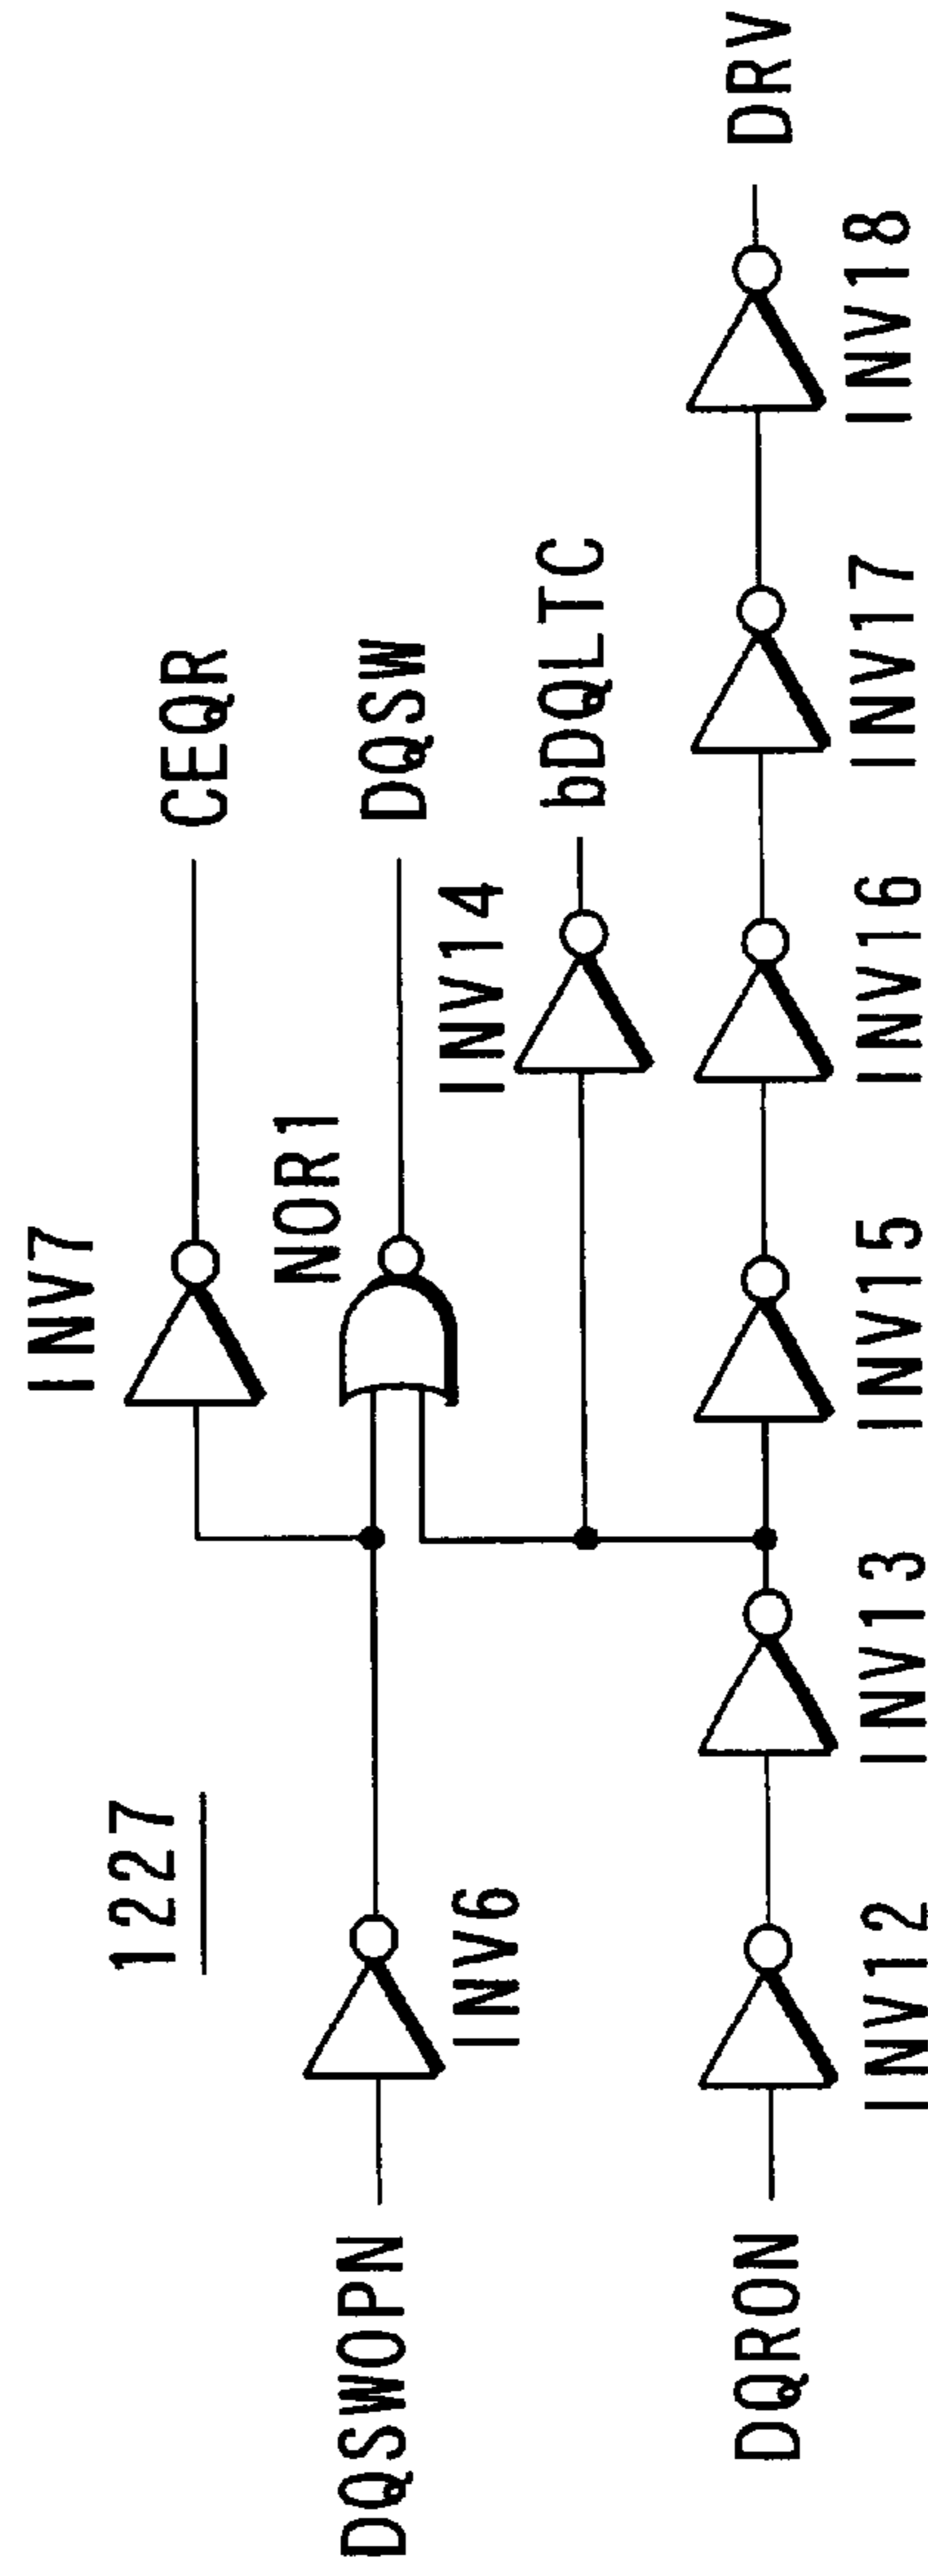 1227
INV7
CEQR
DQSWOPN
INV6
NOR1
DQSW
INV14
bDQLTC
DQRON
DRV
INV12
INV13
INV15
INV16
INV17
INV18